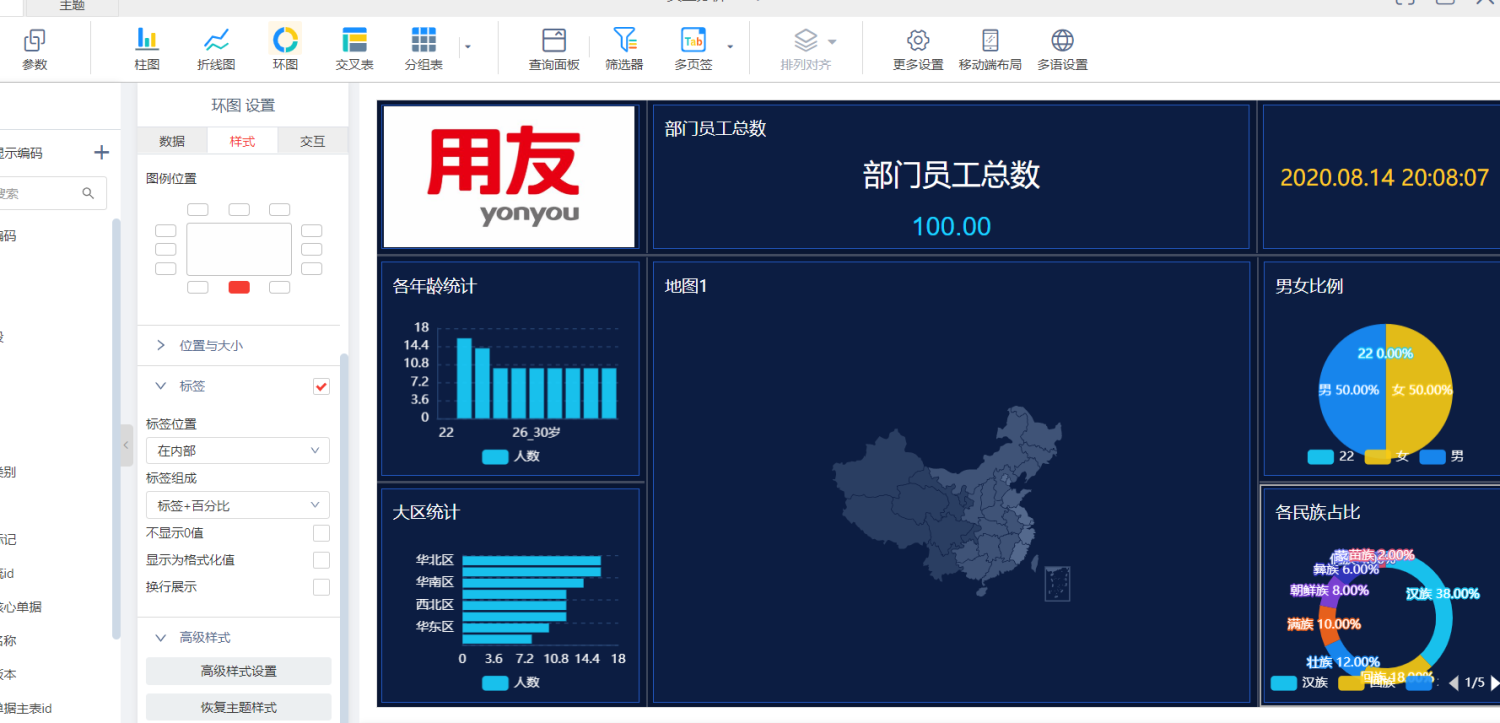 主题
参数
柱图
折线图
环图
交叉表
分组表
查询面板
筛选器
Tab
多页签
排列对齐
更多设置
移动端布局
多语设置
显示编码
搜索
编码
类别
标记
id
核心单据
名称
版本
单据主表id
环图 设置
数据
样式
交互
图例位置
位置与大小
标签
标签位置
在内部
标签组成
标签+百分比
不显示0值
显示为格式化值
换行展示
高级样式
高级样式设置
恢复主题样式
用友
yonyou
部门员工总数
部门员工总数
100.00
2020.08.14 20:08:07
各年龄统计
18
14.4
10.8
7.2
3.6
0
22
26_30岁
人数
地图1
男女比例
22 0.00%
男 50.00%
女 50.00%
22
女
男
大区统计
华北区
华南区
西北区
华东区
0
3.6
7.2
10.8
14.4
18
人数
各民族占比
苗族 2.00%
彝族 6.00%
朝鲜族 8.00%
汉族 38.00%
满族 10.00%
壮族 12.00%
回族 18.00%
汉族
回族
1/5